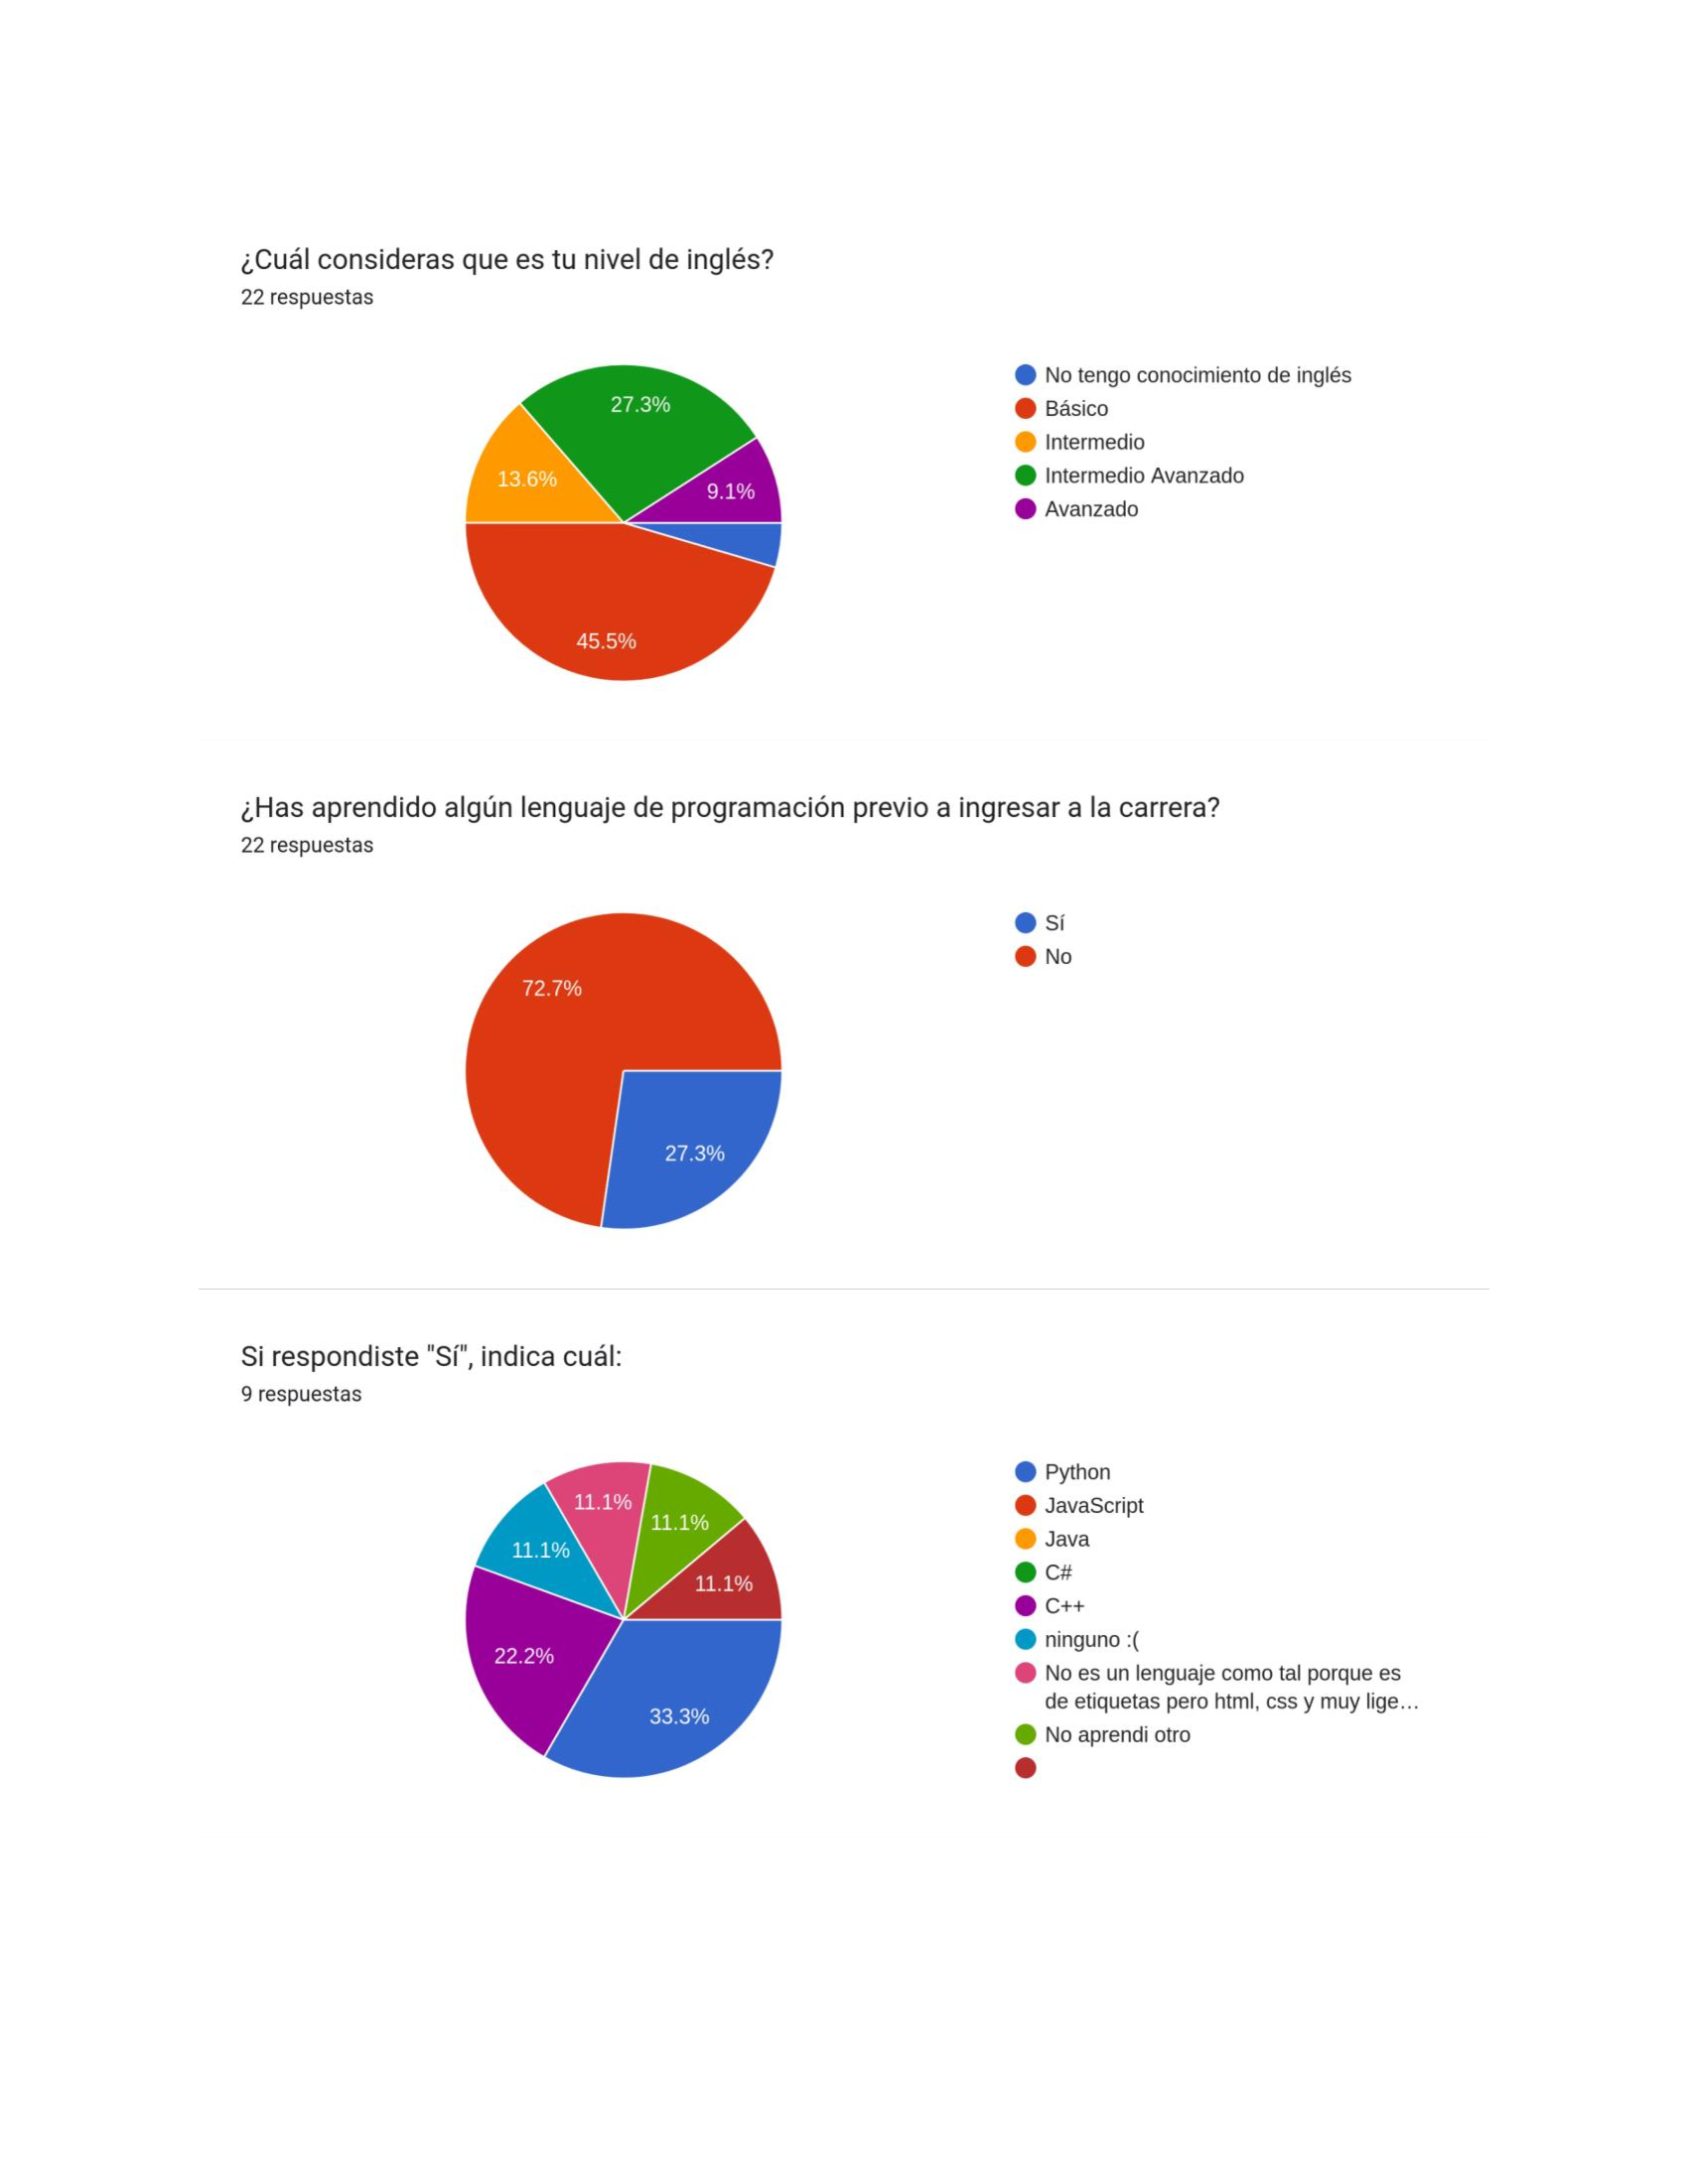 ¿Cuál consideras que es tu nivel de inglés?
22 respuestas
27.3%
13.6%
9.1%
45.5%
No tengo conocimiento de inglés
Básico
Intermedio
Intermedio Avanzado
Avanzado
¿Has aprendido algún lenguaje de programación previo a ingresar a la carrera?
22 respuestas
72.7%
27.3%
Sí
No
Si respondiste "Sí", indica cuál:
9 respuestas
11.1%
11.1%
11.1%
11.1%
22.2%
33.3%
Python
JavaScript
Java
C#
C++
ninguno :(
No es un lenguaje como tal porque es
de etiquetas pero html, css y muy lige…
No aprendi otro